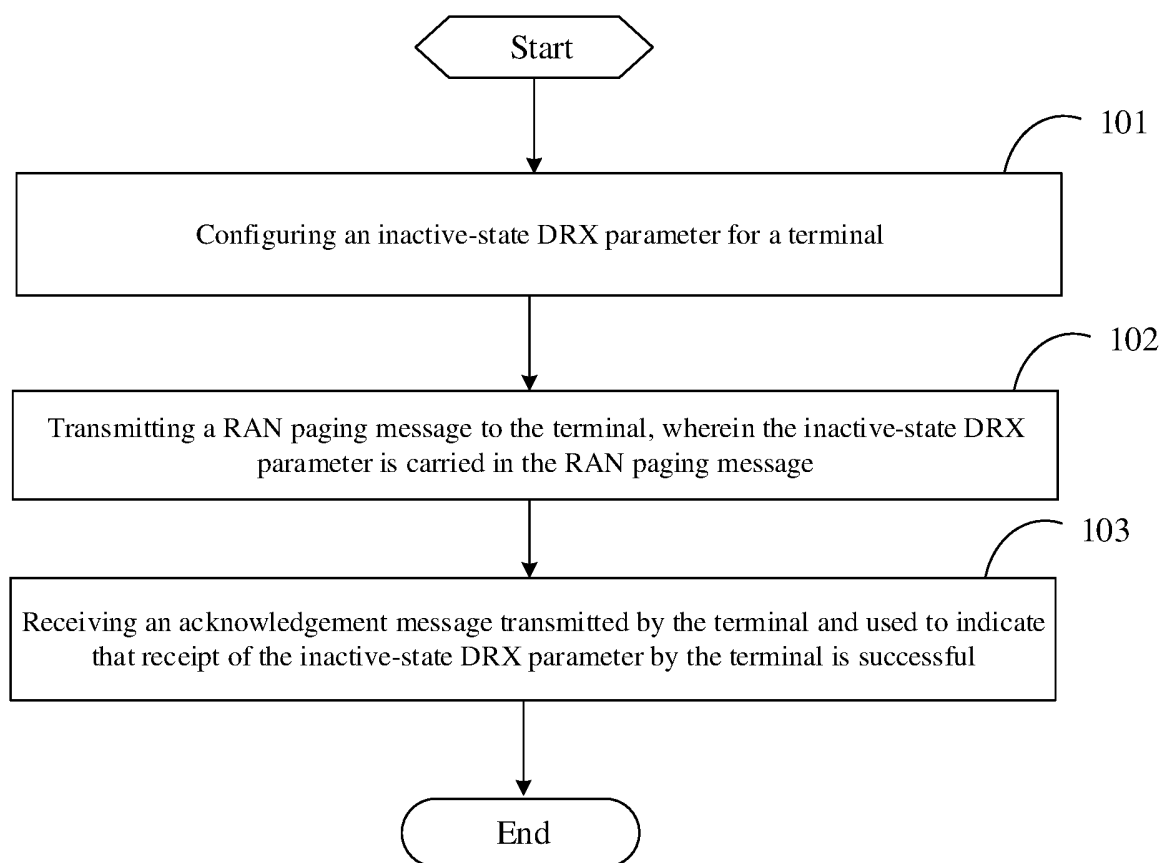 Start
101
Configuring an inactive-state DRX parameter for a terminal
102
Transmitting a RAN paging message to the terminal, wherein the inactive-state DRX
parameter is carried in the RAN paging message
103
Receiving an acknowledgement message transmitted by the terminal and used to indicate
that receipt of the inactive-state DRX parameter by the terminal is successful
End